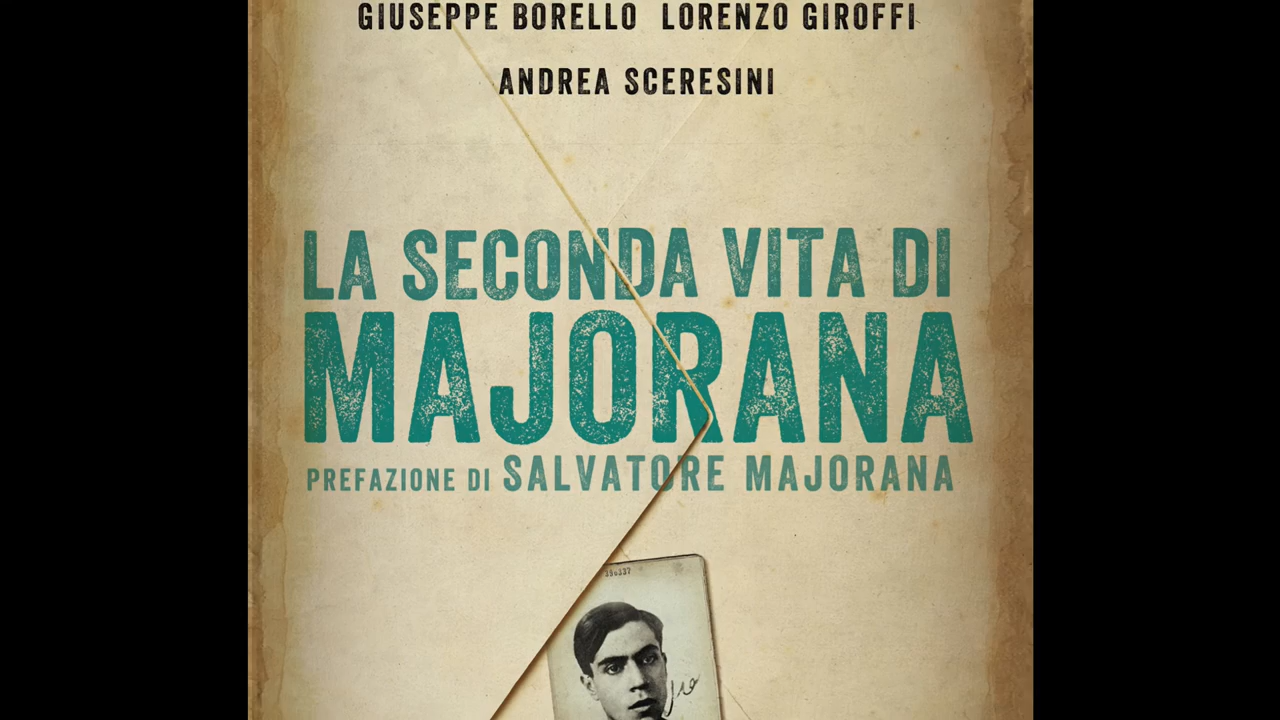 GIUSEPPE BORELLO LORENZO GIROFFI
ANDREA SCERESINI
LA SECONDA VITA DI
MAJORANA
PREFAZIONE DI SALVATORE MAJORANA